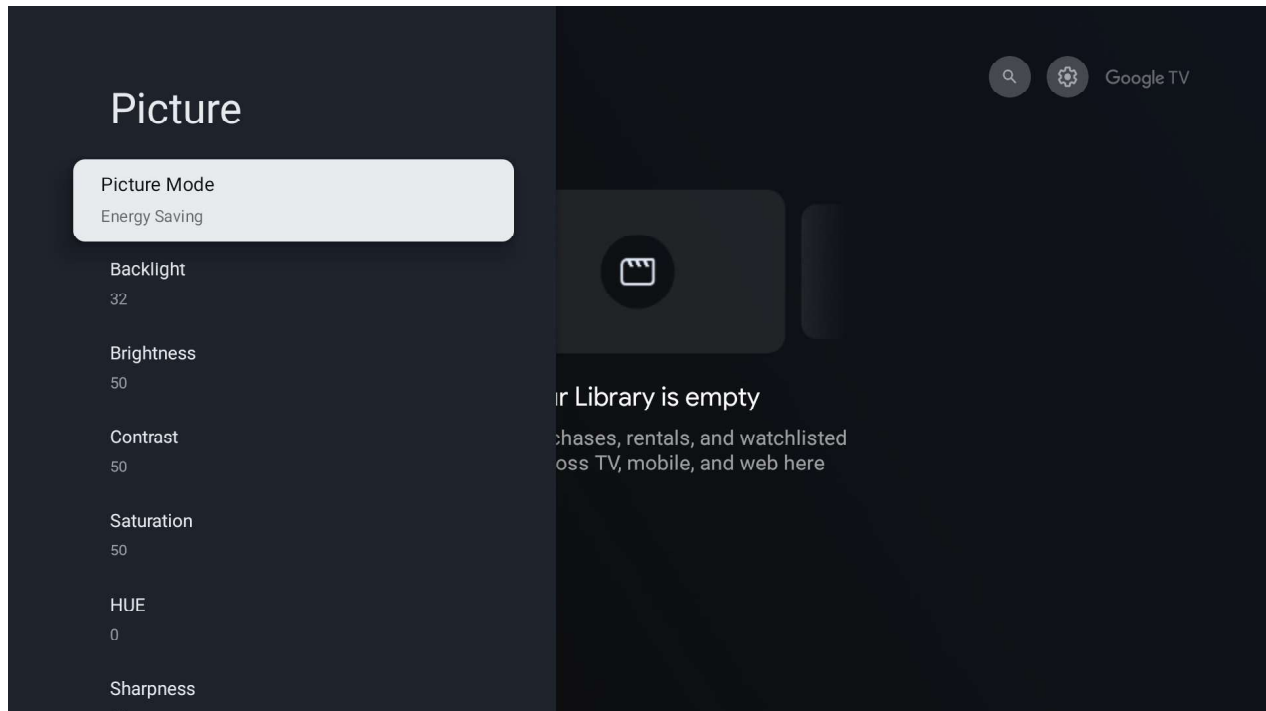 Picture
Picture Mode
Energy Saving
Backlight
32
Brightness
50
Contrast
50
Saturation
50
HUE
0
Sharpness
Google TV
r Library is empty
chases, rentals, and watchlisted
oss TV, mobile, and web here